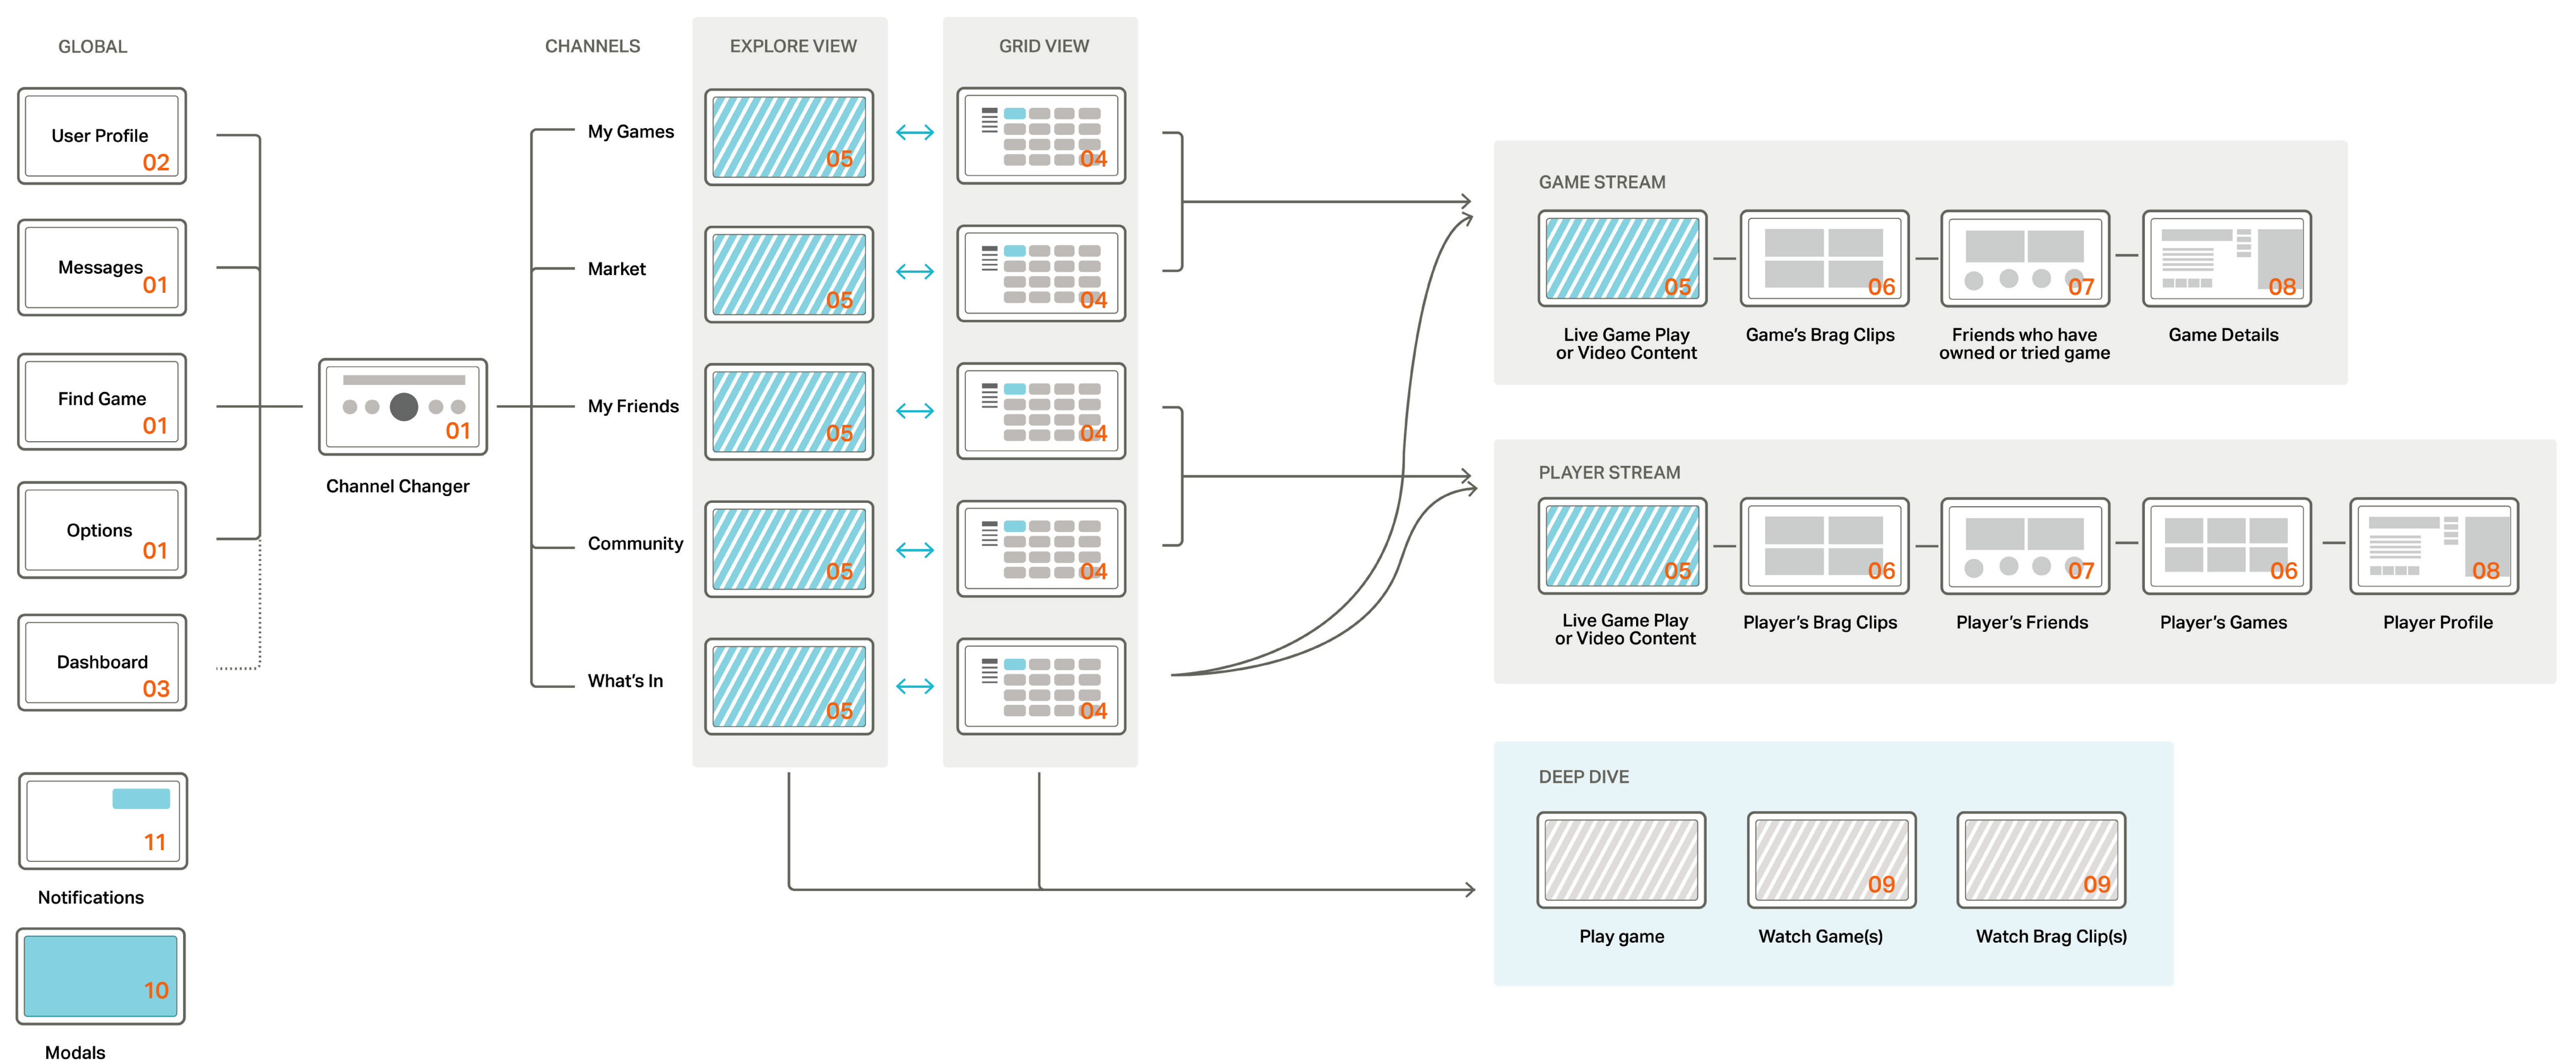 GLOBAL
User Profile
02
Messages
01
Find Game
01
Options
01
Dashboard
03
11
Notifications
10
Modals
01
Channel Changer
CHANNELS
EXPLORE VIEW
GRID VIEW
My Games
05
04
Market
05
04
My Friends
05
04
Community
05
04
What's In
05
04
GAME STREAM
05
06
07
08
Live Game Play
or Video Content
Game's Brag Clips
Friends who have
owned or tried game
Game Details
PLAYER STREAM
05
06
07
06
08
Live Game Play
or Video Content
Player's Brag Clips
Player's Friends
Player's Games
Player Profile
DEEP DIVE
09
09
Play game
Watch Game(s)
Watch Brag Clip(s)